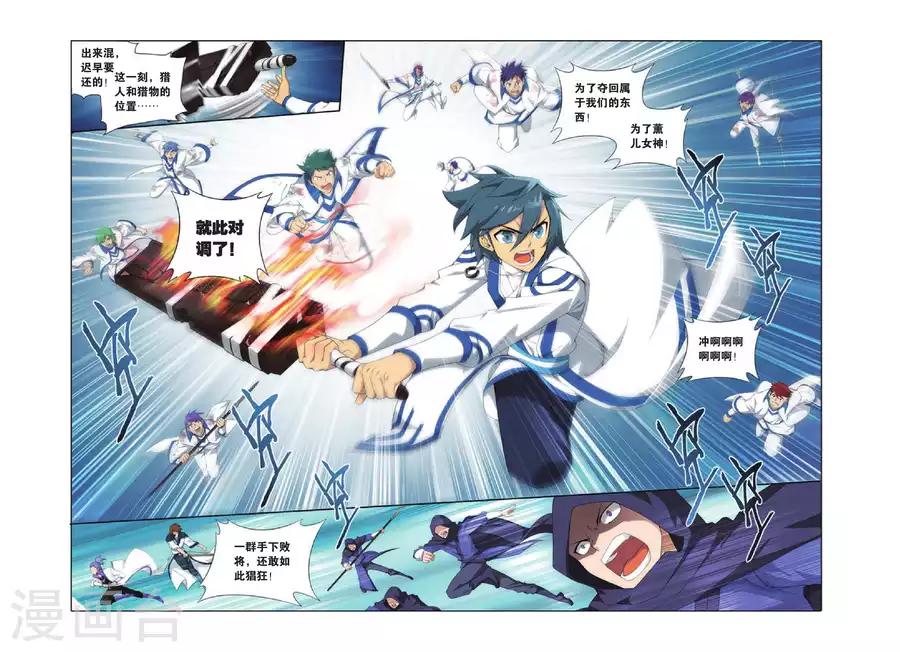 出来混，
迟早要
还的！
这一刻，猎
人和猎物的
位置……
为了夺回属
于我们的东
西！
为了薰
儿女神！
就此对
调了！
冲啊啊啊
啊啊啊！
一群手下败
将，还敢如
此猖狂！
漫画台